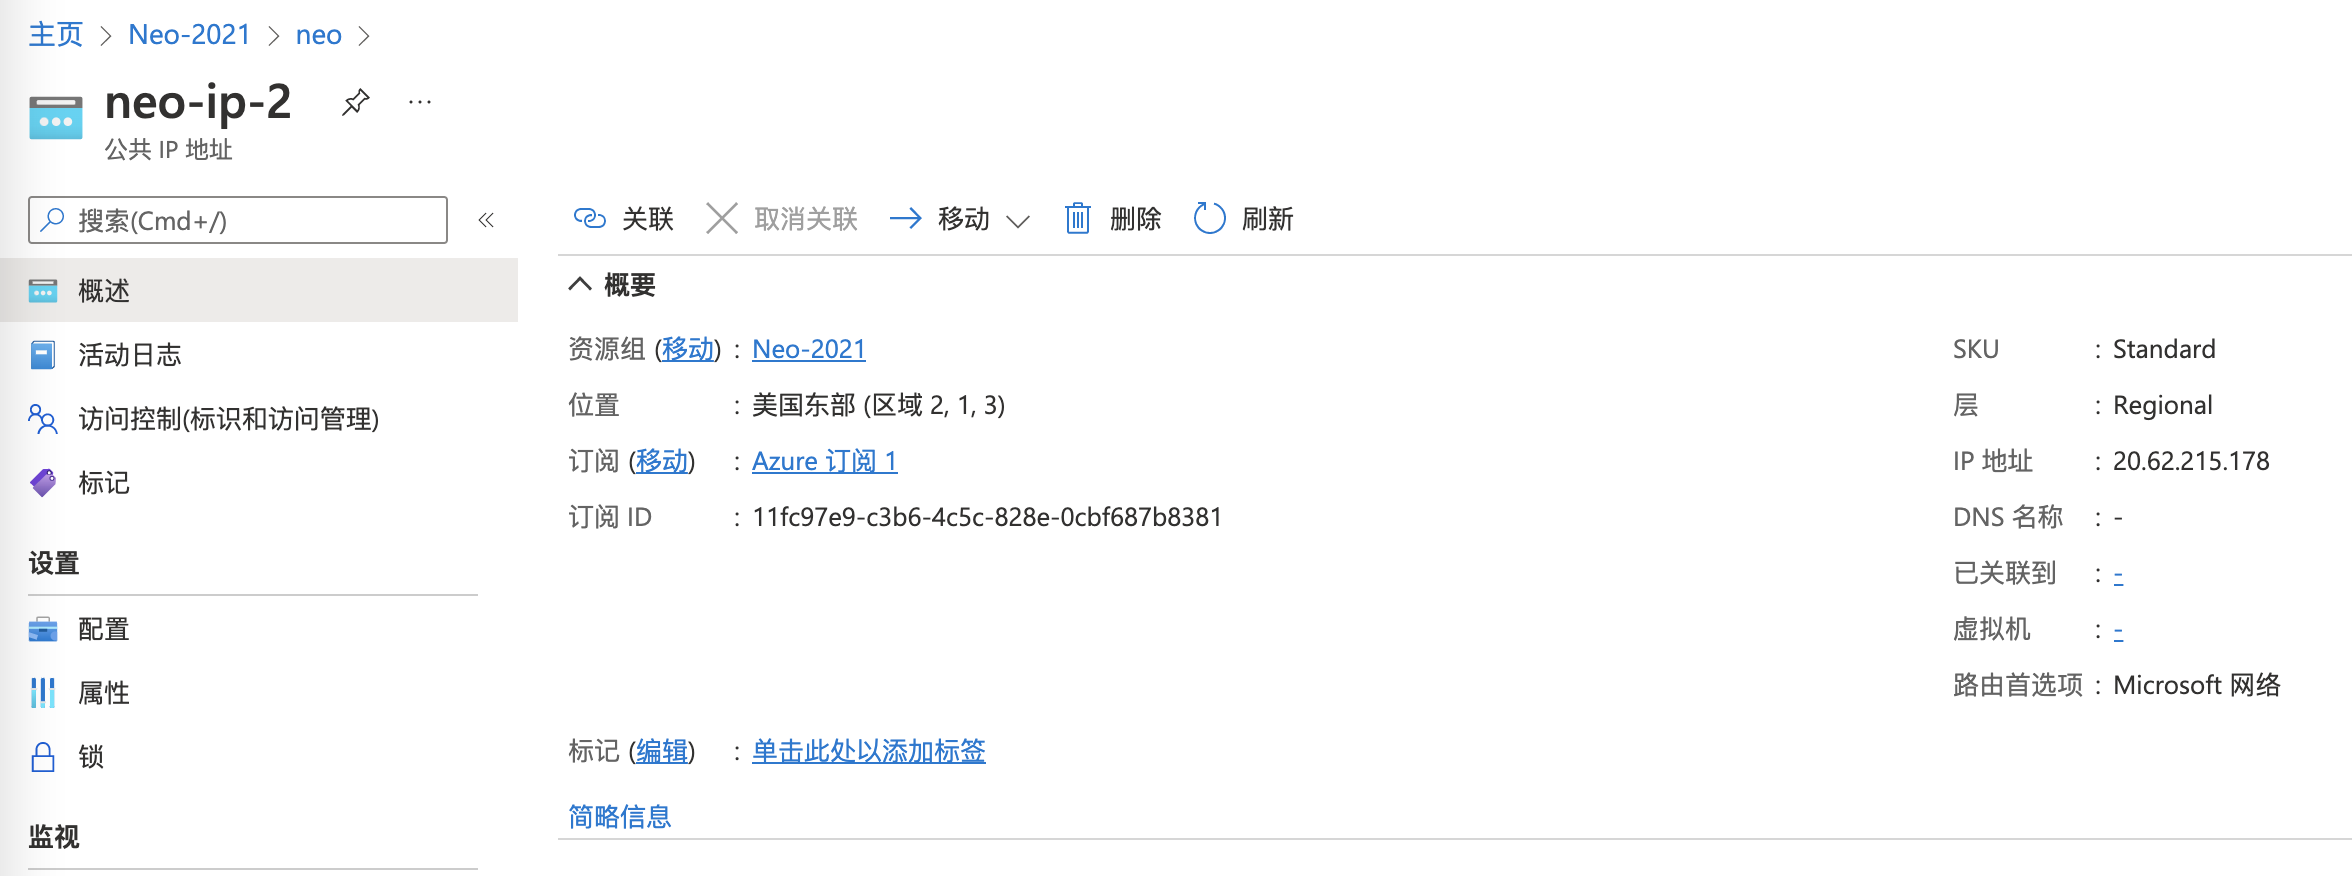 主页 > Neo-2021 > neo >
neo-ip-2 ...
公共 IP 地址
搜索(Cmd+/)
«
概述
活动日志
访问控制(标识和访问管理)
标记
设置
配置
属性
锁
监视
关联 取消关联 移动 删除 刷新
概要
资源组 (移动) : Neo-2021
位置 : 美国东部 (区域 2, 1, 3)
订阅 (移动) : Azure 订阅 1
订阅 ID : 11fc97e9-c3b6-4c5c-828e-0cbf687b8381
SKU : Standard
层 : Regional
IP 地址 : 20.62.215.178
DNS 名称 : -
已关联到 : -
虚拟机 : -
路由首选项 : Microsoft 网络
标记 (编辑) : 单击此处以添加标签
简略信息